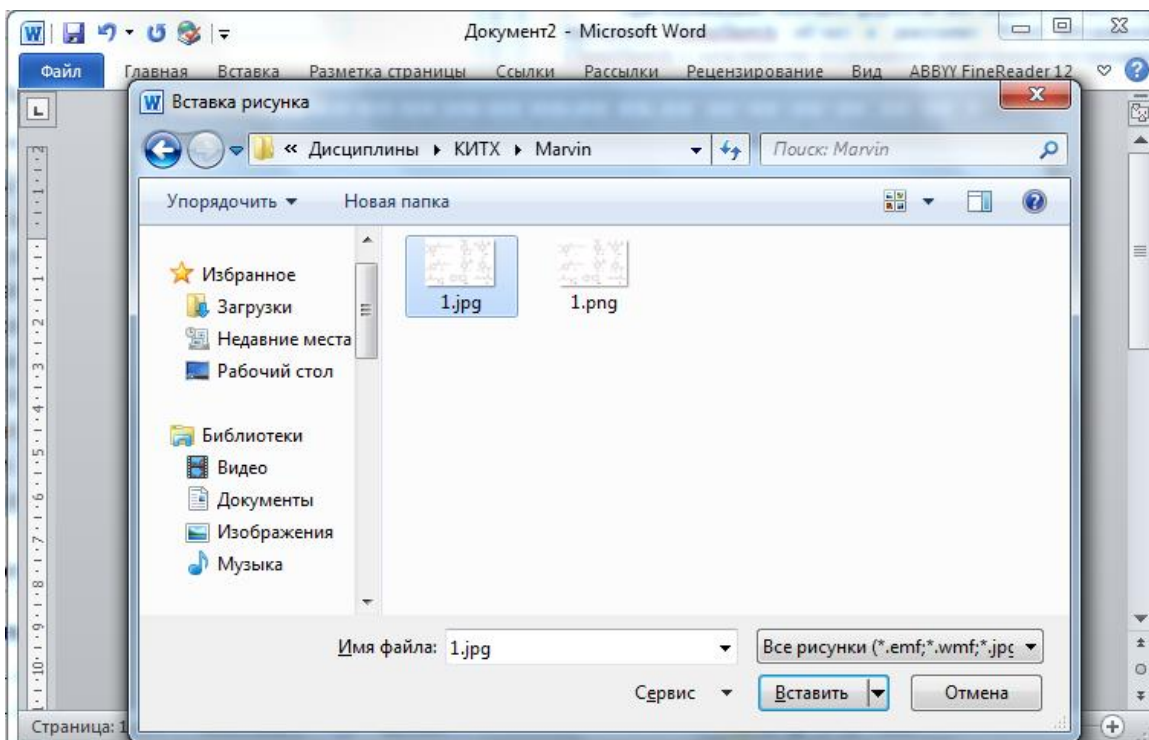 Документ2 - Microsoft Word
Файл Главная Вставка Разметка страницы Ссылки Рассылки Рецензирование Вид ABBYY FineReader 12
Вставка рисунка
« Дисциплины КИТХ Marvin Поиск: Marvin
Упорядочить Новая папка
Избранное
Загрузки
Недавние места
Рабочий стол
Библиотеки
Видео
Документы
Изображения
Музыка
1.jpg 1.png
Имя файла: 1.jpg Все рисунки (*.emf;*.wmf;*.jpg
Сервис Вставить Отмена
Страница: 1